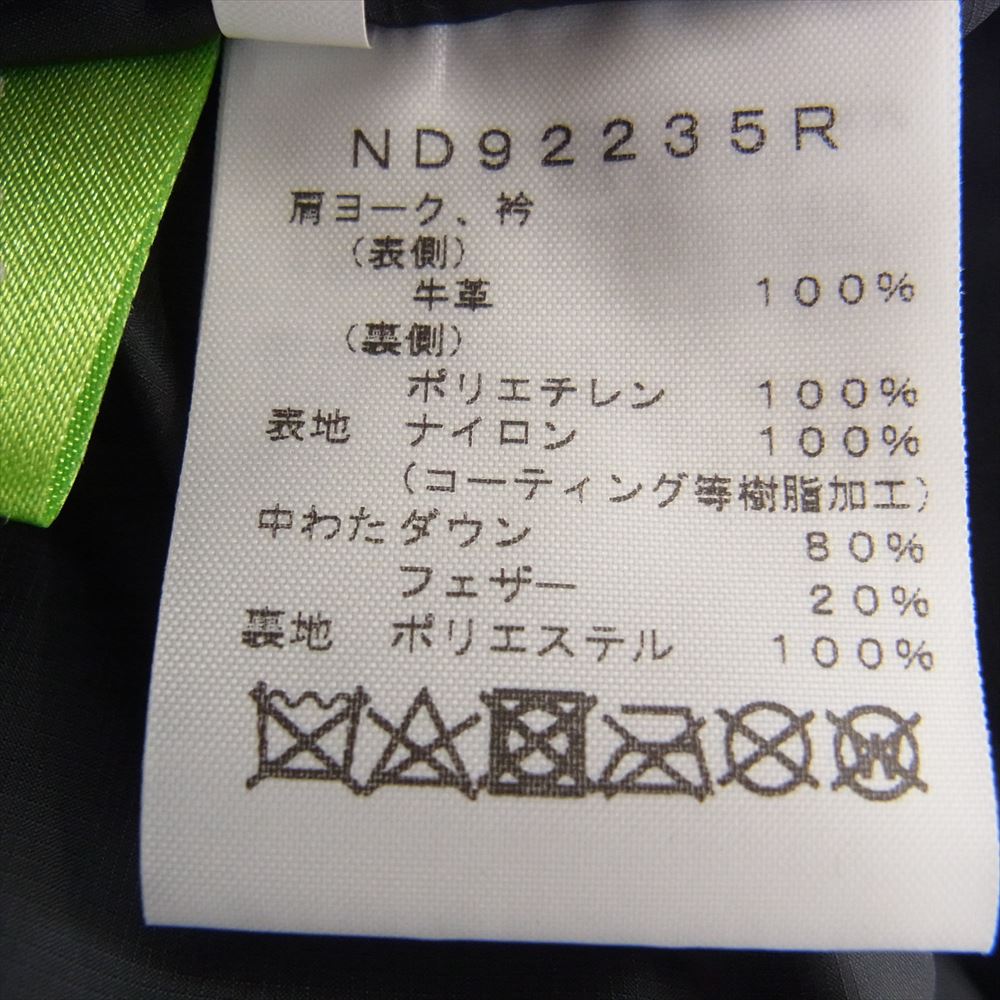 ND92235R
肩ヨーク、衿
（表側）
牛革 100%
（裏側）
ポリエチレン 100%
表地 ナイロン 100%
（コーティング等樹脂加工）
中わた ダウン 80%
フェザー 20%
裏地 ポリエステル 100%
W